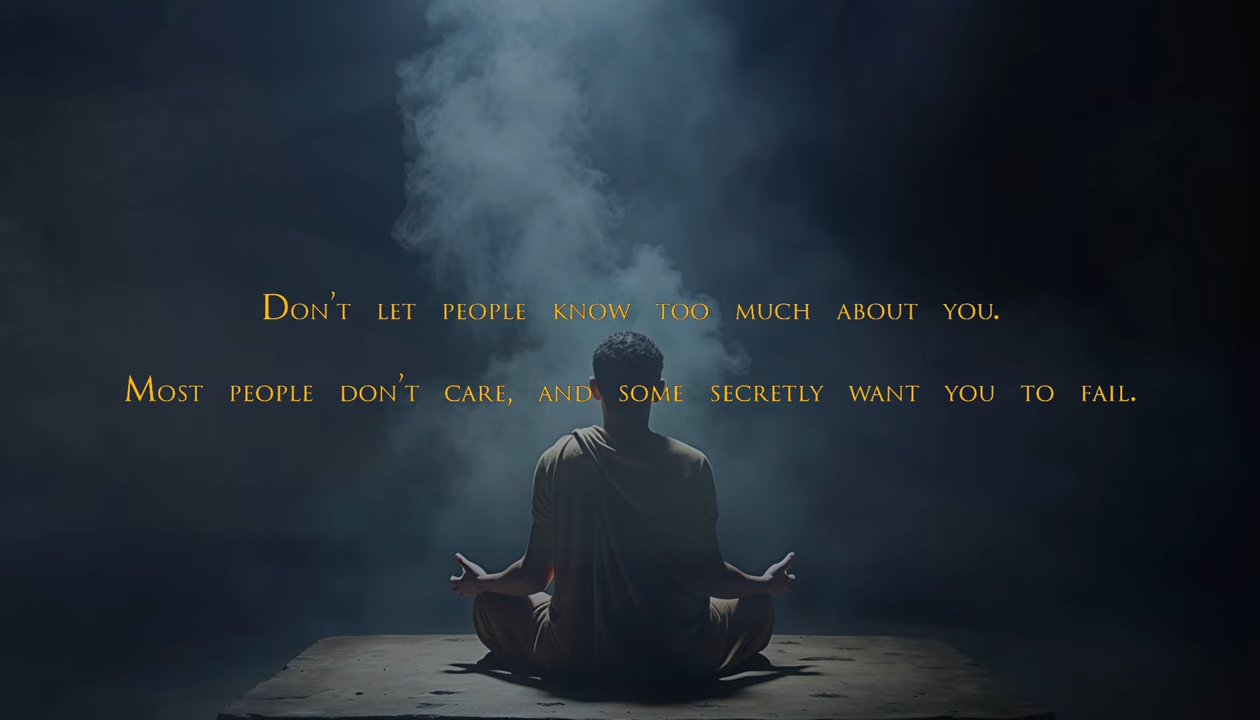 Don't let people know too much about you.
Most people don't care, and some secretly want you to fail.